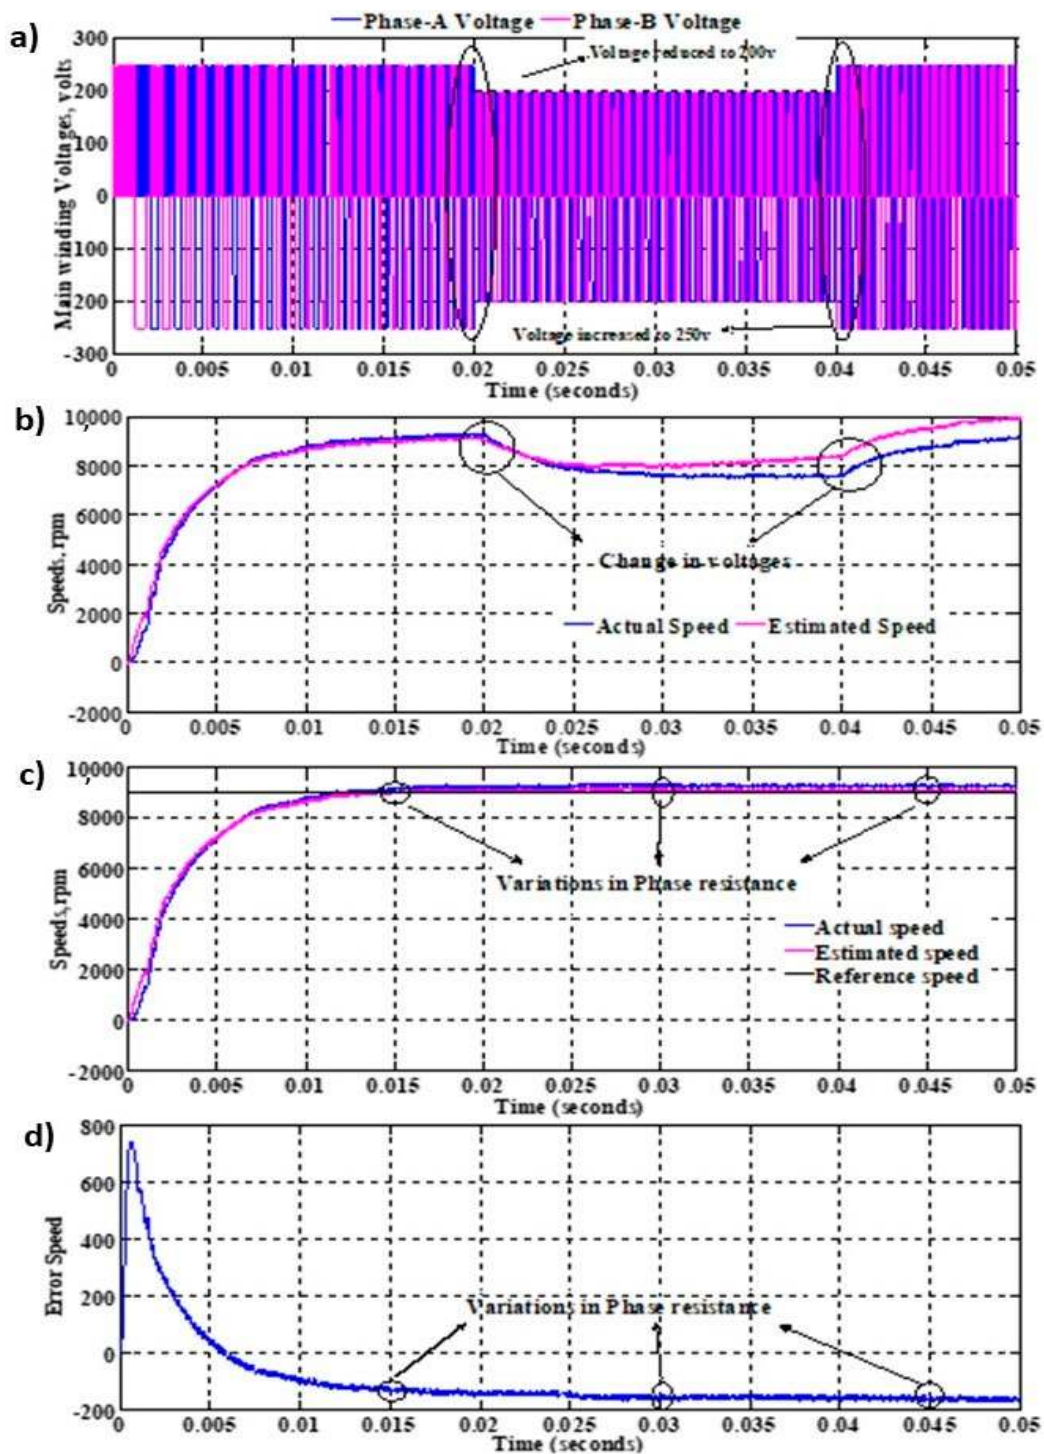 Phase-A Voltage Phase-B Voltage
a)
300
200
100
0
-100
-200
-300
Main winding Voltages, volts
Voltage reduced to 200v
Voltage increased to 250v
0 0.005 0.01 0.015 0.02 0.025 0.03 0.035 0.04 0.045 0.05
Time (seconds)
b)
10000
8000
6000
4000
2000
0
-2000
Speeds, rpm
Change in voltages
Actual Speed Estimated Speed
0 0.005 0.01 0.015 0.02 0.025 0.03 0.035 0.04 0.045 0.05
Time (seconds)
c)
10000
8000
6000
4000
2000
0
-2000
Speeds, rpm
Variations in Phase resistance
Actual speed
Estimated speed
Reference speed
0 0.005 0.01 0.015 0.02 0.025 0.03 0.035 0.04 0.045 0.05
Time (seconds)
d)
800
600
400
200
0
-200
Error Speed
Variations in Phase resistance
0 0.005 0.01 0.015 0.02 0.025 0.03 0.035 0.04 0.045 0.05
Time (seconds)